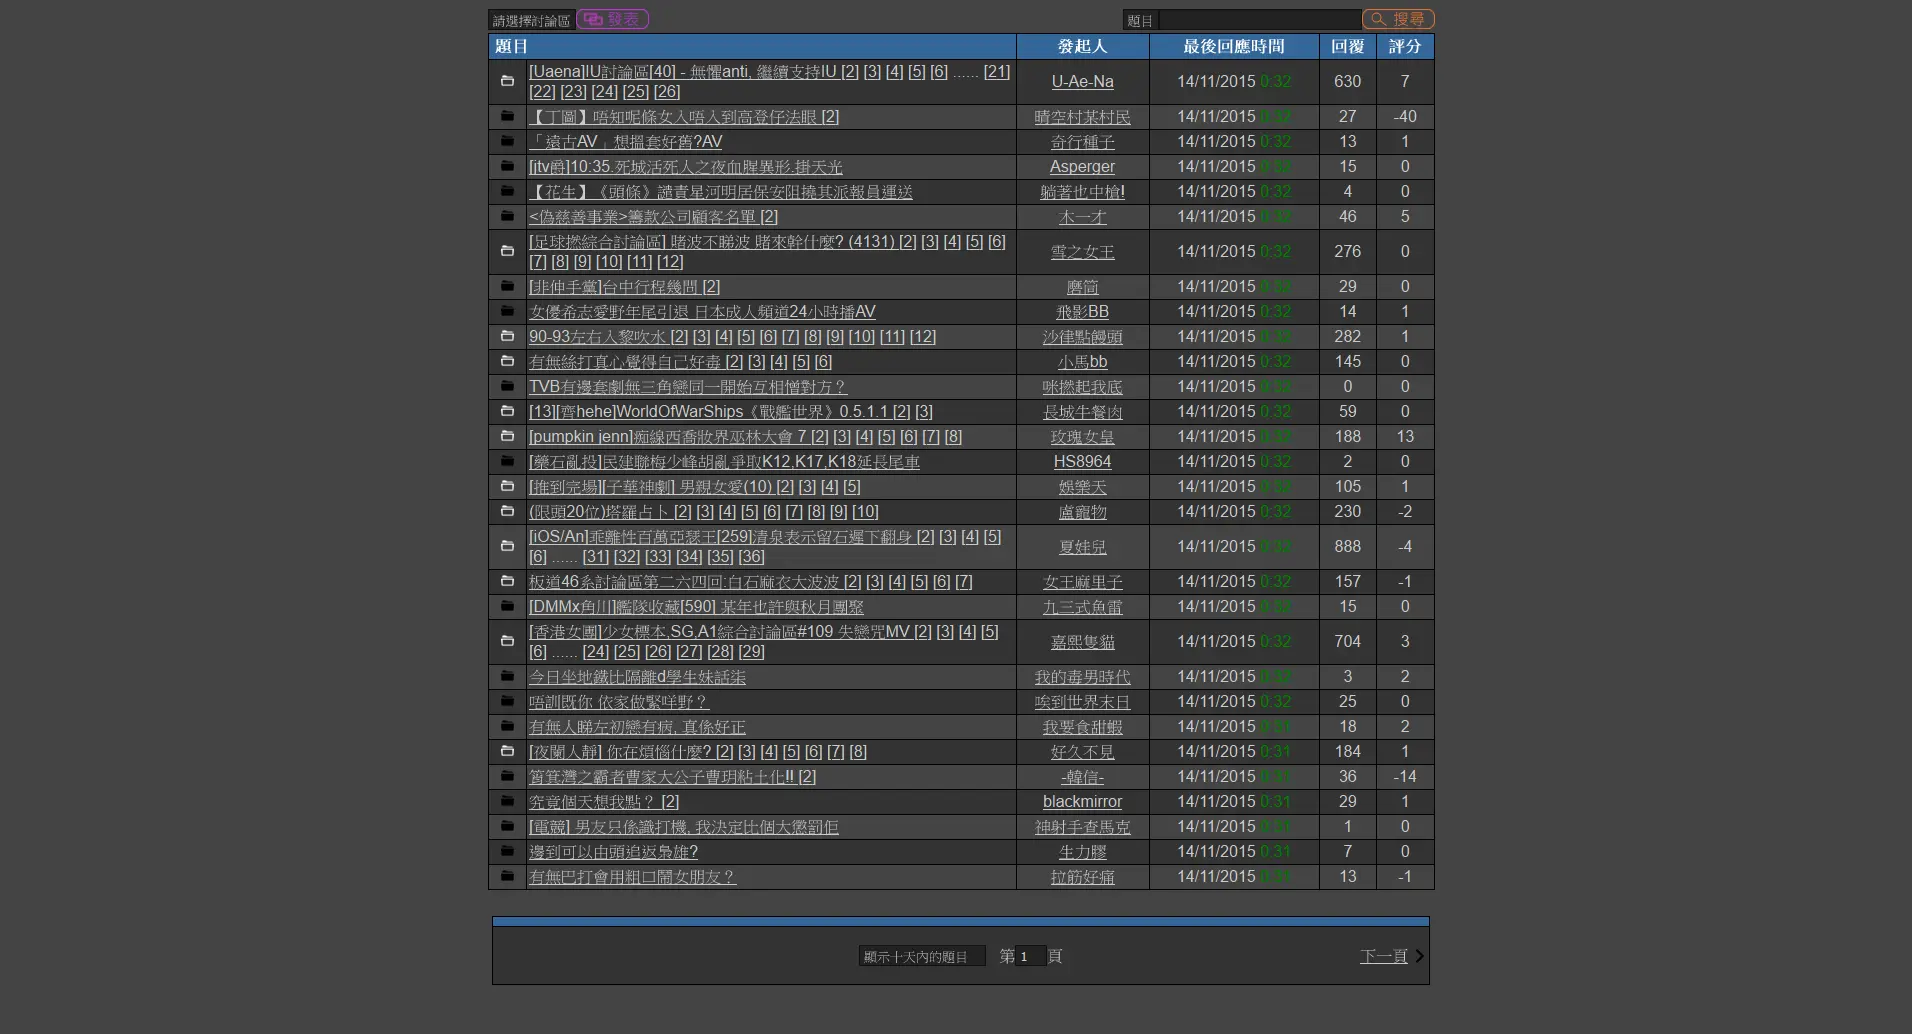 請選擇討論區 發表 題目 搜尋
題目 發起人 最後回應時間 回覆 評分
[Uaena]IU討論區[40] - 無懼anti, 繼續支持IU [2] [3] [4] [5] [6] ...... [21]
[22] [23] [24] [25] [26] U-Ae-Na 14/11/2015 0:32 630 7
【丁圖】唔知呢條女入唔入到高登仔法眼 [2] 晴空村某村民 14/11/2015 0:32 27 -40
「遠古AV」想搵套好舊?AV 奇行種子 14/11/2015 0:32 13 1
[jtv爵]10:35.死城活死人之夜血腥異形.掛天光 Asperger 14/11/2015 0:32 15 0
【花生】《頭條》譴責星河明居保安阻撓其派報員運送 躺著也中槍! 14/11/2015 0:32 4 0
<偽慈善事業>籌款公司顧客名單 [2] 木一才 14/11/2015 0:32 46 5
[足球撚綜合討論區] 賭波不睇波 賭來幹什麼? (4131) [2] [3] [4] [5] [6]
[7] [8] [9] [10] [11] [12] 雪之女王 14/11/2015 0:32 276 0
[非伸手黨]台中行程幾問 [2] 磨筒 14/11/2015 0:32 29 0
女優希志愛野年尾引退 日本成人頻道24小時播AV 飛影BB 14/11/2015 0:32 14 1
90-93左右入黎吹水 [2] [3] [4] [5] [6] [7] [8] [9] [10] [11] [12] 沙律點饅頭 14/11/2015 0:32 282 1
有無絲打真心覺得自己好毒 [2] [3] [4] [5] [6] 小馬bb 14/11/2015 0:32 145 0
TVB有邊套劇無三角戀同一開始互相憎對方？ 咪撚起我底 14/11/2015 0:32 0 0
[13][齊hehe]WorldOfWarShips《戰艦世界》0.5.1.1 [2] [3] 長城牛餐肉 14/11/2015 0:32 59 0
[pumpkin jenn]痴線西喬妝界巫林大會 7 [2] [3] [4] [5] [6] [7] [8] 玫瑰女皇 14/11/2015 0:32 188 13
[藥石亂投]民建聯梅少峰胡亂爭取K12,K17,K18延長尾車 HS8964 14/11/2015 0:32 2 0
[推到完場][子華神劇] 男親女愛(10) [2] [3] [4] [5] 娛樂天 14/11/2015 0:32 105 1
(限頭20位)塔羅占卜 [2] [3] [4] [5] [6] [7] [8] [9] [10] 盧寵物 14/11/2015 0:32 230 -2
[iOS/An]乖離性百萬亞瑟王[259]清泉表示留石遲下翻身 [2] [3] [4] [5]
[6] ...... [31] [32] [33] [34] [35] [36] 夏娃兒 14/11/2015 0:32 888 -4
板道46系討論區第二六四回:白石麻衣大波波 [2] [3] [4] [5] [6] [7] 女王麻里子 14/11/2015 0:32 157 -1
[DMMx角川]艦隊收藏[590] 某年也許與秋月團聚 九三式魚雷 14/11/2015 0:32 15 0
[香港女團]少女標本,SG,A1綜合討論區#109 失戀咒MV [2] [3] [4] [5]
[6] ...... [24] [25] [26] [27] [28] [29] 嘉熙隻貓 14/11/2015 0:32 704 3
今日坐地鐵比隔離d學生妹話柒 我的毒男時代 14/11/2015 0:32 3 2
唔訓既你 依家做緊咩野？ 唉到世界末日 14/11/2015 0:32 25 0
有無人睇左初戀有病, 真係好正 我要食甜蝦 14/11/2015 0:31 18 2
[夜闌人靜] 你在煩惱什麼? [2] [3] [4] [5] [6] [7] [8] 好久不見 14/11/2015 0:31 184 1
筲箕灣之霸者曹家大公子曹玥粘土化!! [2] -韓信- 14/11/2015 0:31 36 -14
究竟個天想我點？ [2] blackmirror 14/11/2015 0:31 29 1
[電競] 男友只係識打機, 我決定比個大懲罰佢 神射手查馬克 14/11/2015 0:31 1 0
邊到可以由頭追返梟雄? 生力膠 14/11/2015 0:31 7 0
有無巴打會用粗口鬧女朋友？ 拉筋好痛 14/11/2015 0:31 13 -1
顯示十天內的題目 第 1 頁 下一頁